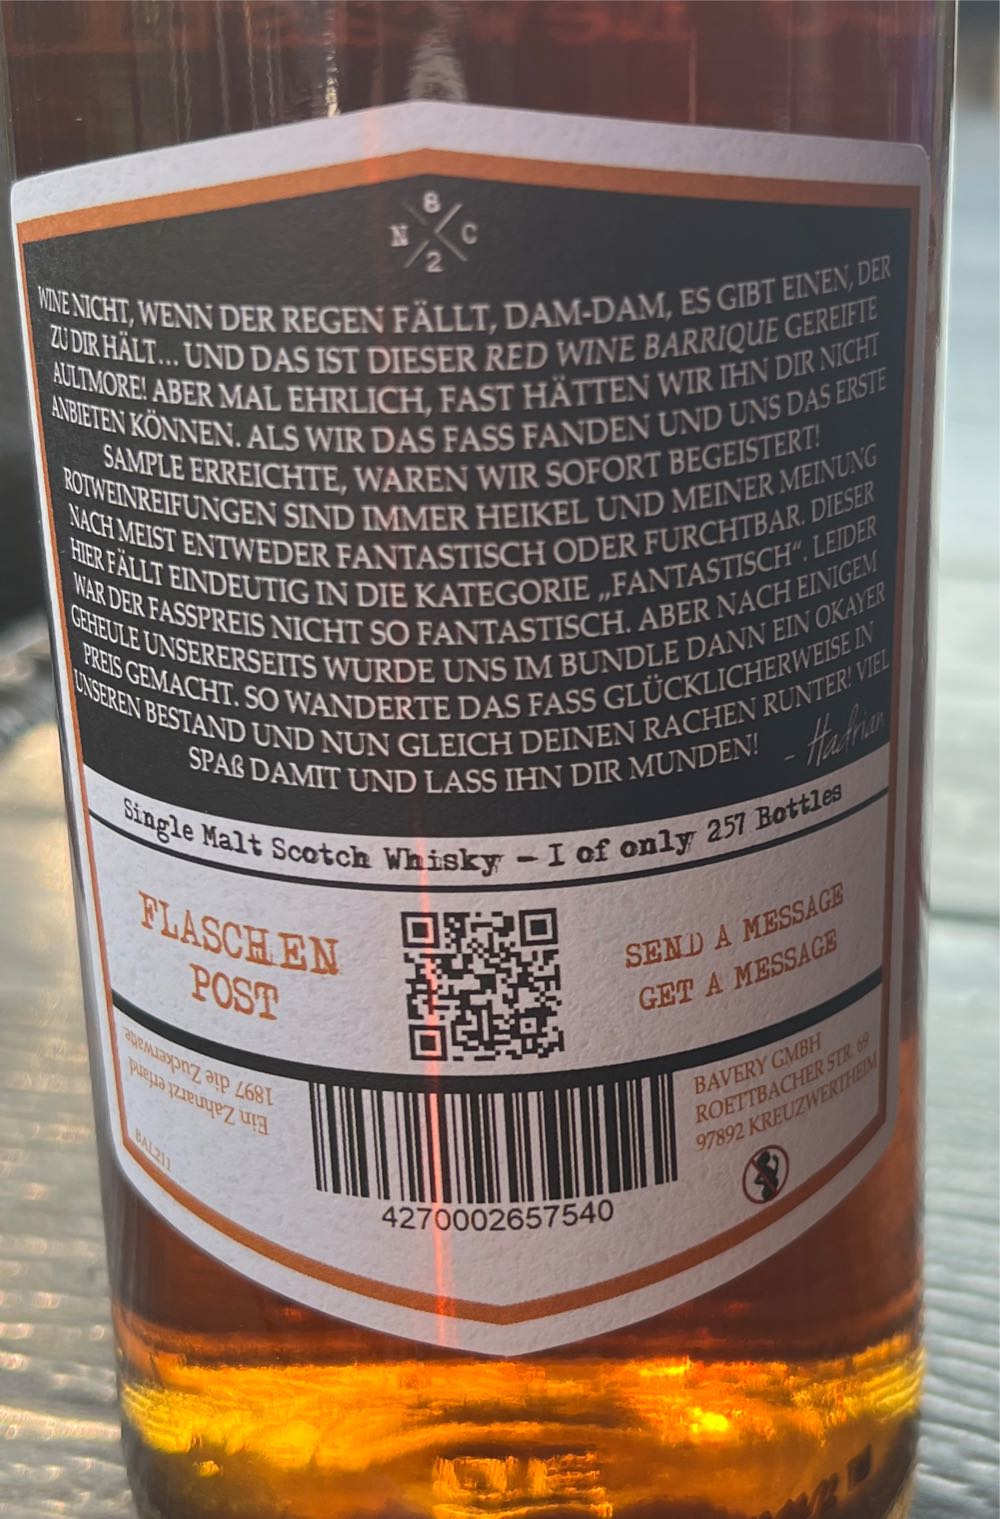 8
N C
2
WINE NICHT, WENN DER REGEN FÄLLT, DAM-DAM, ES GIBT EINEN, DER
ZU DIR HÄLT... UND DAS IST DIESER RED WINE BARRIQUE GEREIFTE
AULTMORE! ABER MAL EHRLICH, FAST HÄTTEN WIR IHN DIR NICHT
ANBIETEN KÖNNEN. ALS WIR DAS FASS FANDEN UND UNS DAS ERSTE
SAMPLE ERREICHTE, WAREN WIR SOFORT BEGEISTERT!
ROTWEINREIFUNGEN SIND IMMER HEIKEL UND MEINER MEINUNG
NACH MEIST ENTWEDER FANTASTISCH ODER FURCHTBAR. DIESER
HIER FÄLLT EINDEUTIG IN DIE KATEGORIE „FANTASTISCH“. LEIDER
WAR DER FASSPREIS NICHT SO FANTASTISCH. ABER NACH EINIGEM
GEHEULE UNSERERSEITS WURDE UNS IM BUNDLE DANN EIN OKAYER
PREIS GEMACHT. SO WANDERTE DAS FASS GLÜCKLICHERWEISE IN
UNSEREN BESTAND UND NUN GLEICH DEINEN RACHEN RUNTER! VIEL
SPAß DAMIT UND LASS IHN DIR MUNDEN!
- Hadrian
Single Malt Scotch Whisky - I of only 257 Bottles
FLASCHEN
POST
SEND A MESSAGE
GET A MESSAGE
Ein Zahnarzt erfand
1897 die Zuckerwatte
BAL211
4270002657540
BAVERY GMBH
ROETTBACHER STR. 69
97892 KREUZWERTHEIM